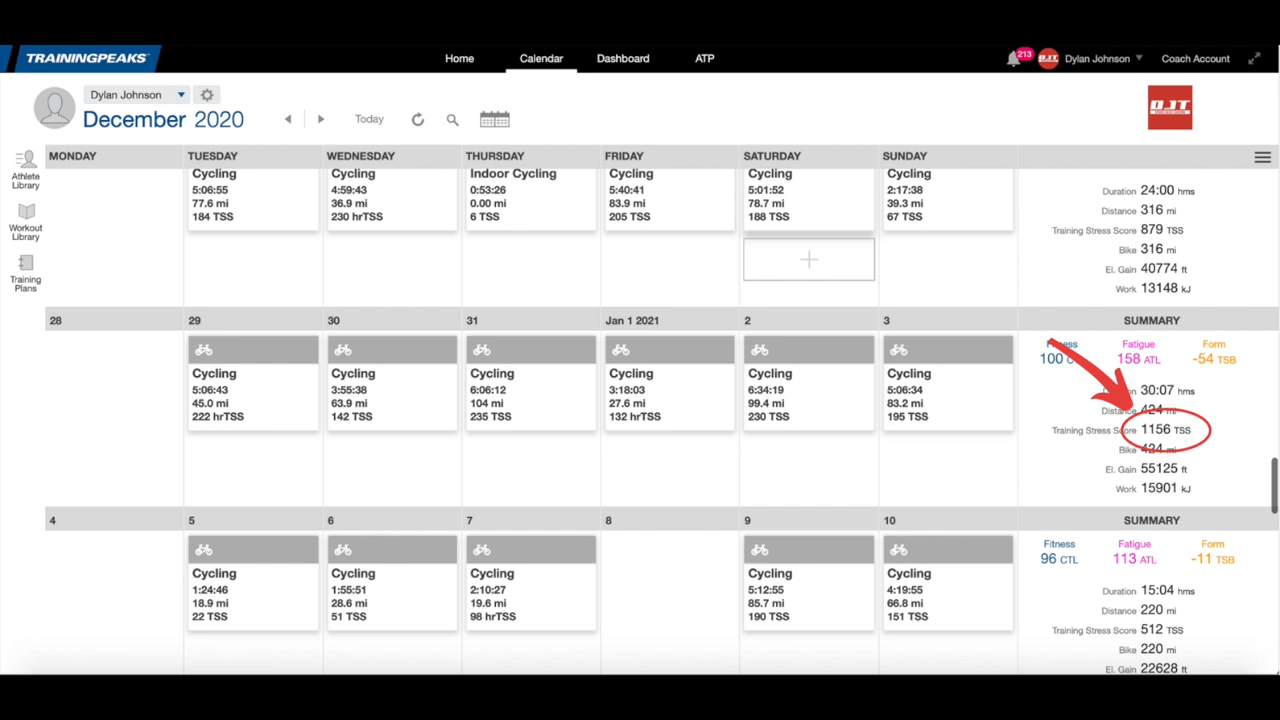 TRAININGPEAKS
Home Calendar Dashboard ATP
213
DJT
Dylan Johnson
Coach Account
Dylan Johnson
December 2020
Today
DJT
Athlete Library
Workout Library
Training Plans
MONDAY TUESDAY WEDNESDAY THURSDAY FRIDAY SATURDAY SUNDAY
Cycling Cycling Indoor Cycling Cycling Cycling Cycling
5:06:55 4:59:43 0:53:26 5:40:41 5:01:52 2:17:38
77.6 mi 36.9 mi 0.00 mi 83.9 mi 78.7 mi 39.3 mi
184 TSS 230 hrTSS 6 TSS 205 TSS 188 TSS 67 TSS
Duration 24:00 hms
Distance 316 mi
Training Stress Score 879 TSS
Bike 316 mi
El. Gain 40774 ft
Work 13148 kJ
28 29 30 31 Jan 1 2021 2 3 SUMMARY
Cycling Cycling Cycling Cycling Cycling Cycling
5:06:43 3:55:38 6:06:12 3:18:03 6:34:19 5:06:34
45.0 mi 63.9 mi 104 mi 27.6 mi 99.4 mi 83.2 mi
222 hrTSS 142 TSS 235 TSS 132 hrTSS 230 TSS 195 TSS
Fatigue Form
100 158 ATL -54 TSB
30:07 hms
Distance 424 mi
Training Stress Score 1156 TSS
Bike 424 mi
El. Gain 55125 ft
Work 15901 kJ
4 5 6 7 8 9 10 SUMMARY
Cycling Cycling Cycling Cycling Cycling
1:24:46 1:55:51 2:10:27 5:12:55 4:19:55
18.9 mi 28.6 mi 19.6 mi 85.7 mi 66.8 mi
22 TSS 51 TSS 98 hrTSS 190 TSS 151 TSS
Fitness Fatigue Form
96 CTL 113 ATL -11 TSB
Duration 15:04 hms
Distance 220 mi
Training Stress Score 512 TSS
Bike 220 mi
El. Gain 22628 ft